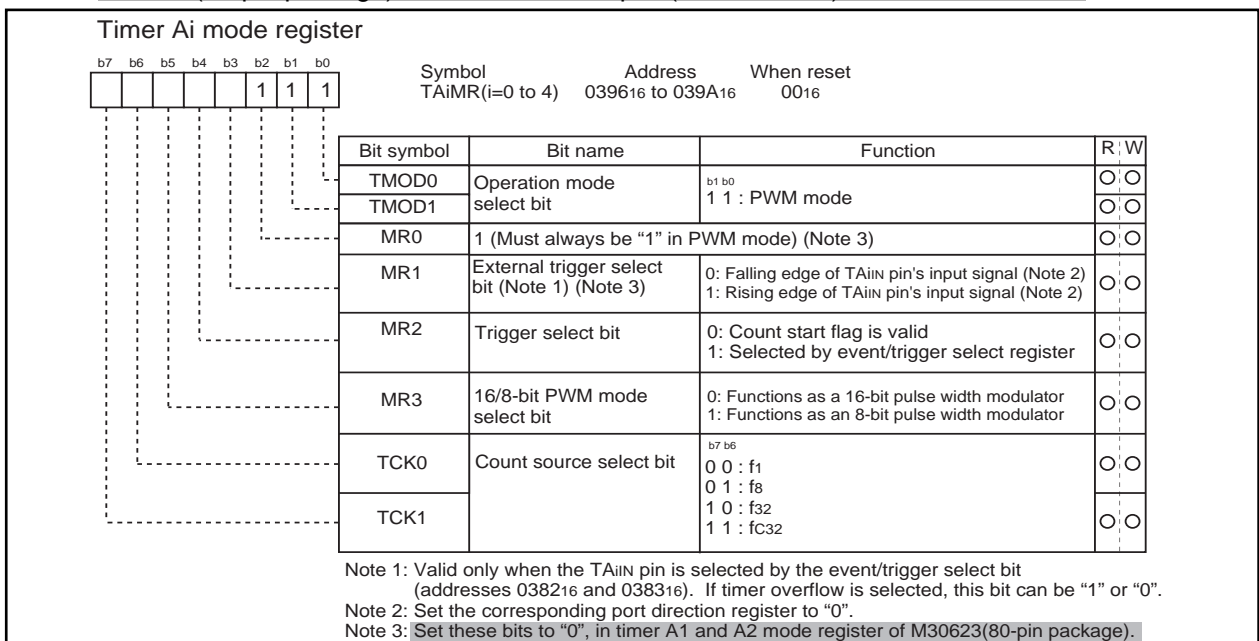 Timer Ai mode register
b7 b6 b5 b4 b3 b2 b1 b0
1 1 1
Symbol Address When reset
TAiMR(i=0 to 4) 039616 to 039A16 0016
Bit symbol Bit name Function R W
TMOD0 Operation mode select bit b1 b0
TMOD1 1 1 : PWM mode
MR0 1 (Must always be “1” in PWM mode) (Note 3)
MR1 External trigger select bit (Note 1) (Note 3) 0: Falling edge of TAiIN pin's input signal (Note 2)
1: Rising edge of TAiIN pin's input signal (Note 2)
MR2 Trigger select bit 0: Count start flag is valid
1: Selected by event/trigger select register
MR3 16/8-bit PWM mode select bit 0: Functions as a 16-bit pulse width modulator
1: Functions as an 8-bit pulse width modulator
TCK0 Count source select bit b7 b6
0 0 : f1
0 1 : f8
TCK1 1 0 : f32
1 1 : fC32
Note 1: Valid only when the TAiIN pin is selected by the event/trigger select bit
(addresses 038216 and 038316). If timer overflow is selected, this bit can be “1” or “0”.
Note 2: Set the corresponding port direction register to “0”.
Note 3: Set these bits to “0”, in timer A1 and A2 mode register of M30623(80-pin package).